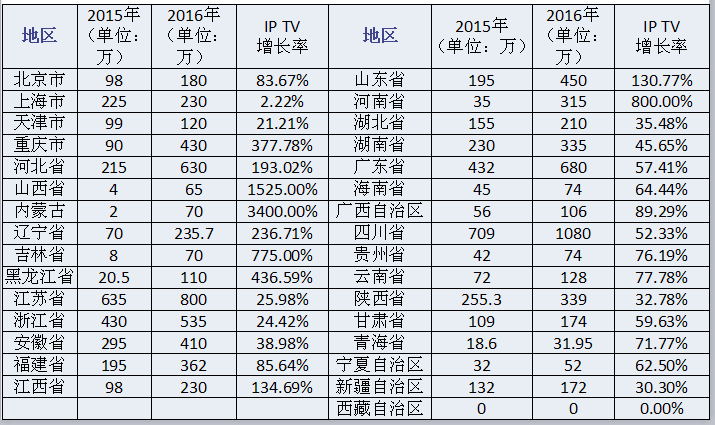 地区 2015年（单位：万） 2016年（单位：万） IP TV增长率 地区 2015年（单位：万） 2016年（单位：万） IP TV增长率
北京市 98 180 83.67% 山东省 195 450 130.77%
上海市 225 230 2.22% 河南省 35 315 800.00%
天津市 99 120 21.21% 湖北省 155 210 35.48%
重庆市 90 430 377.78% 湖南省 230 335 45.65%
河北省 215 630 193.02% 广东省 432 680 57.41%
山西省 4 65 1525.00% 海南省 45 74 64.44%
内蒙古 2 70 3400.00% 广西自治区 56 106 89.29%
辽宁省 70 235.7 236.71% 四川省 709 1080 52.33%
吉林省 8 70 775.00% 贵州省 42 74 76.19%
黑龙江省 20.5 110 436.59% 云南省 72 128 77.78%
江苏省 635 800 25.98% 陕西省 255.3 339 32.78%
浙江省 430 535 24.42% 甘肃省 109 174 59.63%
安徽省 295 410 38.98% 青海省 18.6 31.95 71.77%
福建省 195 362 85.64% 宁夏自治区 32 52 62.50%
江西省 98 230 134.69% 新疆自治区 132 172 30.30%
西藏自治区 0 0 0.00%